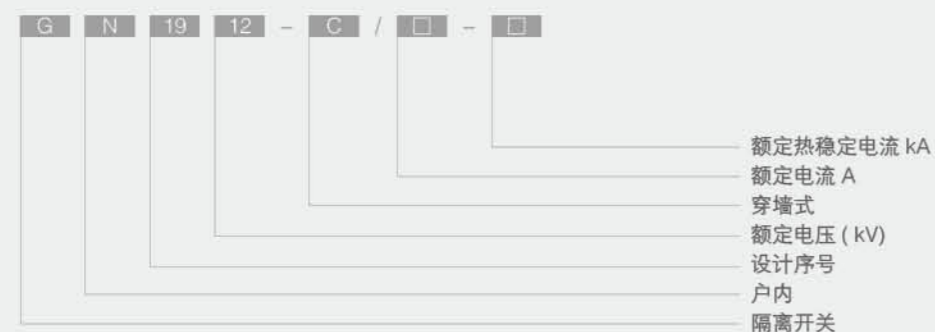 G N 19 12 - C / □ - □
额定热稳定电流 kA
额定电流 A
穿墙式
额定电压 ( kV)
设计序号
户内
隔离开关